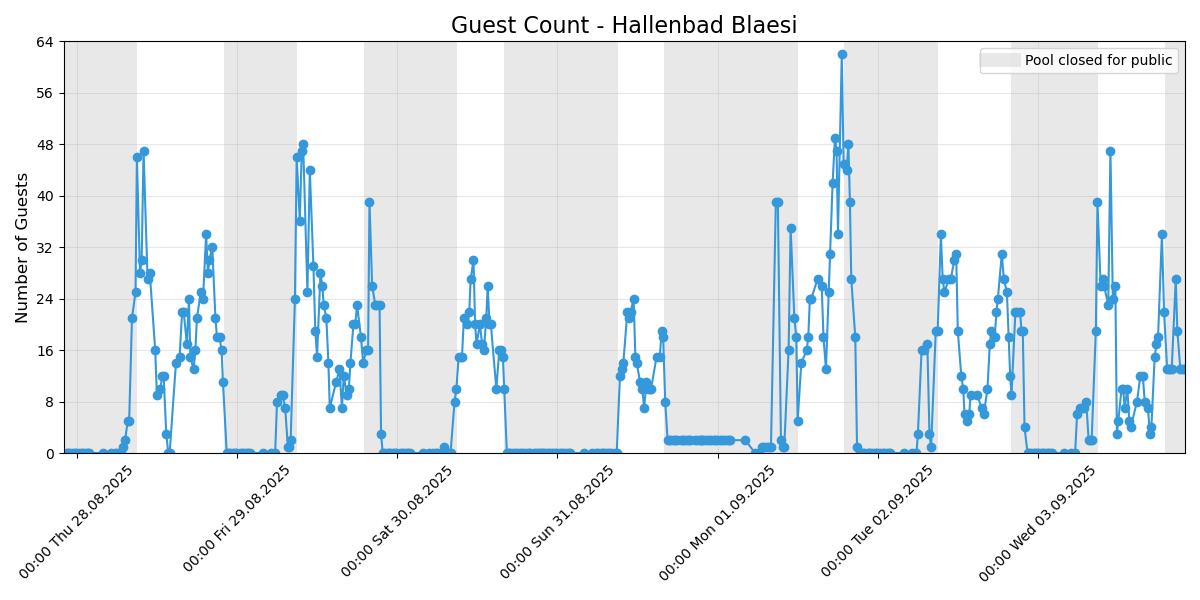 Guest Count - Hallenbad Blaesi
Pool closed for public
Number of Guests
64
56
48
40
32
24
16
8
0
00:00 Thu 28.08.2025
00:00 Fri 29.08.2025
00:00 Sat 30.08.2025
00:00 Sun 31.08.2025
00:00 Mon 01.09.2025
00:00 Tue 02.09.2025
00:00 Wed 03.09.2025